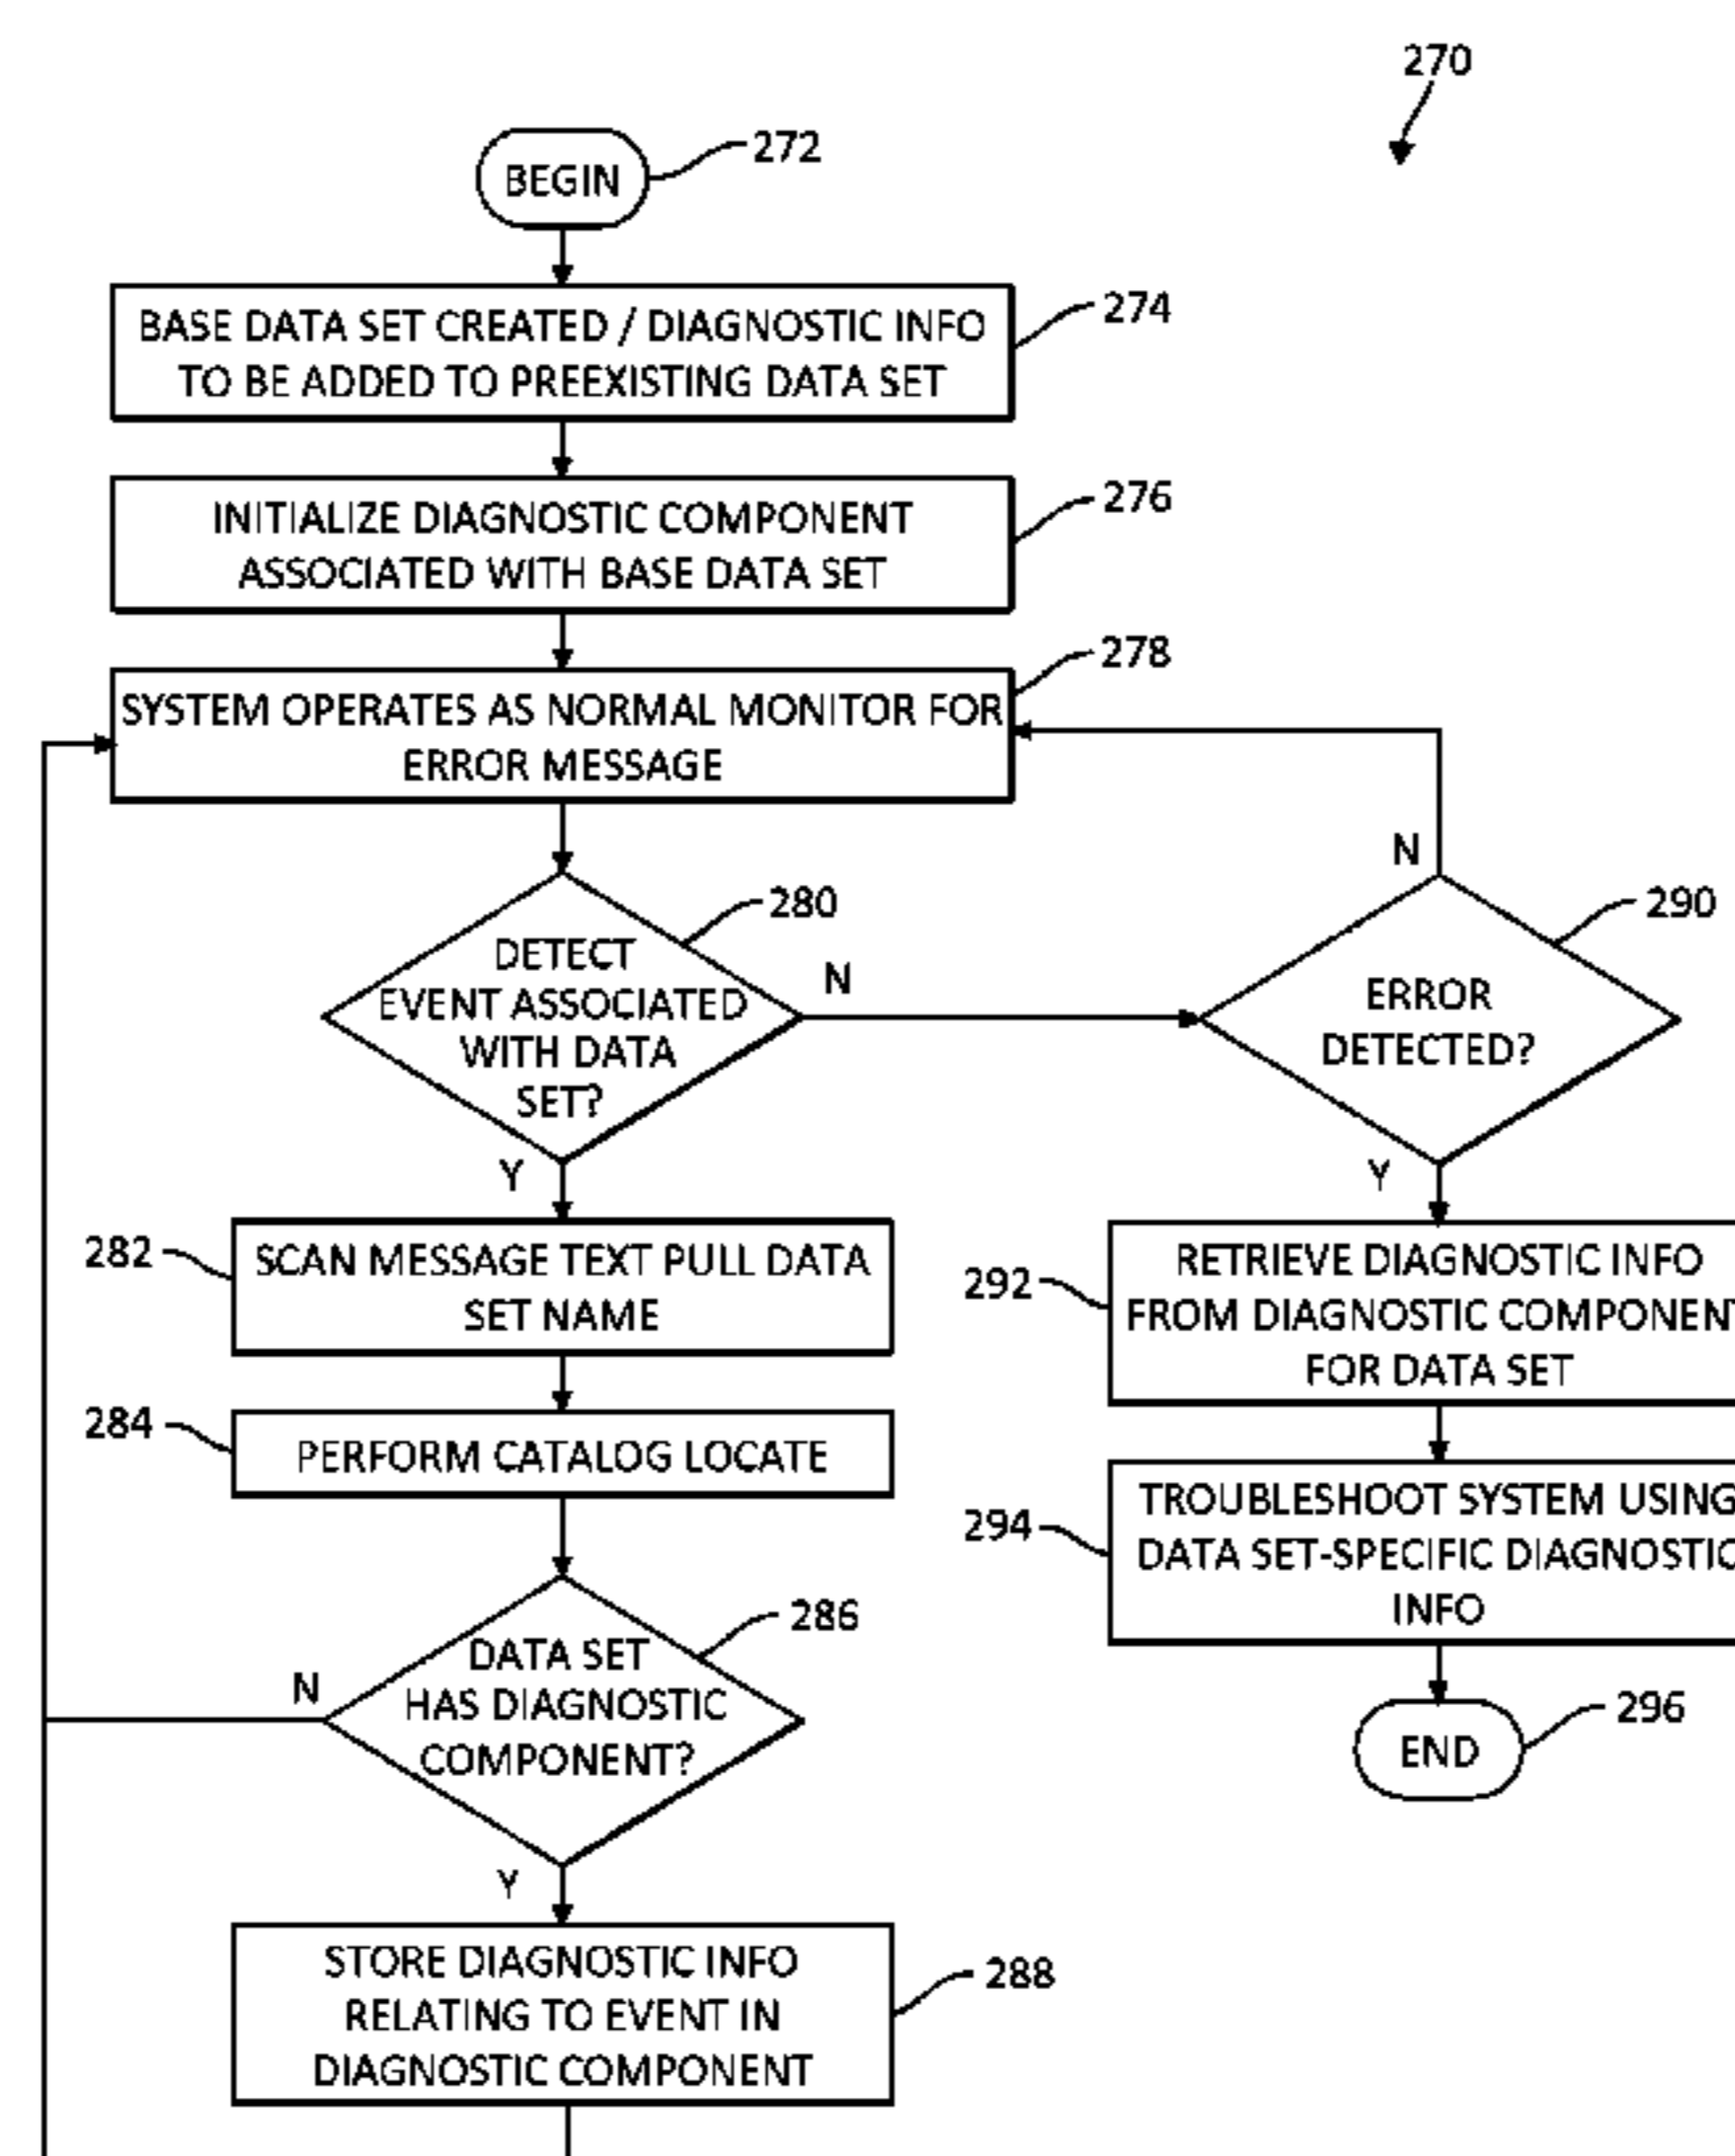 270
BEGIN
272
BASE DATA SET CREATED / DIAGNOSTIC INFO
TO BE ADDED TO PREEXISTING DATA SET
274
INITIALIZE DIAGNOSTIC COMPONENT
ASSOCIATED WITH BASE DATA SET
276
SYSTEM OPERATES AS NORMAL MONITOR FOR
ERROR MESSAGE
278
DETECT
EVENT ASSOCIATED
WITH DATA
SET?
280
N
Y
ERROR
DETECTED?
290
N
Y
282
SCAN MESSAGE TEXT PULL DATA
SET NAME
292
RETRIEVE DIAGNOSTIC INFO
FROM DIAGNOSTIC COMPONENT
FOR DATA SET
284
PERFORM CATALOG LOCATE
294
TROUBLESHOOT SYSTEM USING
DATA SET-SPECIFIC DIAGNOSTIC
INFO
DATA SET
HAS DIAGNOSTIC
COMPONENT?
286
N
Y
END
296
STORE DIAGNOSTIC INFO
RELATING TO EVENT IN
DIAGNOSTIC COMPONENT
288